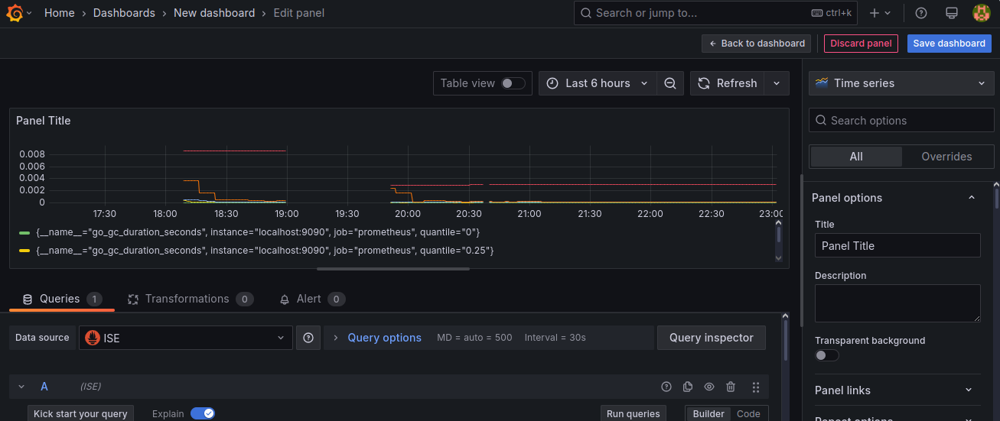 Home > Dashboards > New dashboard > Edit panel
Search or jump to... ctrl+k
Back to dashboard Discard panel Save dashboard
Table view Last 6 hours Refresh
Time series
Search options
All Overrides
Panel Title
0.008
0.006
0.004
0.002
0
17:30 18:00 18:30 19:00 19:30 20:00 20:30 21:00 21:30 22:00 22:30 23:00
{__name__="go_gc_duration_seconds", instance="localhost:9090", job="prometheus", quantile="0"}
{__name__="go_gc_duration_seconds", instance="localhost:9090", job="prometheus", quantile="0.25"}
Panel options
Title
Panel Title
Description
Transparent background
Panel links
Repeat options
Queries 1 Transformations 0 Alert 0
Data source ISE Query options MD = auto = 500 Interval = 30s Query inspector
A (ISE)
Kick start your query Explain Run queries Builder Code